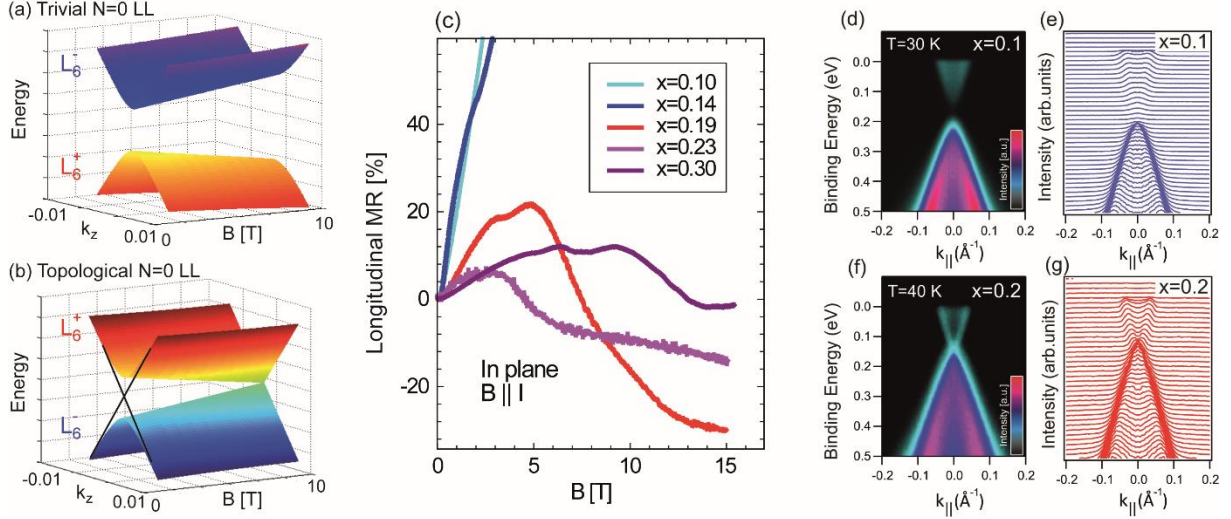 (a) Trivial N=0 LL
L6-
L6+
Energy
-0.01
kz
0.01
0
B [T]
10
(b) Topological N=0 LL
L6+
L6-
Energy
-0.01
kz
0.01
0
B [T]
10
(c)
Longitudinal MR [%]
40
20
0
-20
x=0.10
x=0.14
x=0.19
x=0.23
x=0.30
In plane
B || I
0
5
10
15
B [T]
(d)
T=30 K
x=0.1
Binding Energy (eV)
0.0
0.1
0.2
0.3
0.4
0.5
Intensity [a.u.]
-0.2
-0.1
0.0
0.1
0.2
k||(Å-1)
(e)
x=0.1
Intensity (arb.units)
-0.2
-0.1
0.0
0.1
0.2
k||(Å-1)
(f)
T=40 K
x=0.2
Binding Energy (eV)
0.0
0.1
0.2
0.3
0.4
0.5
Intensity [a.u.]
-0.2
-0.1
0.0
0.1
0.2
k||(Å-1)
(g)
x=0.2
Intensity (arb.units)
-0.2
-0.1
0.0
0.1
0.2
k||(Å-1)